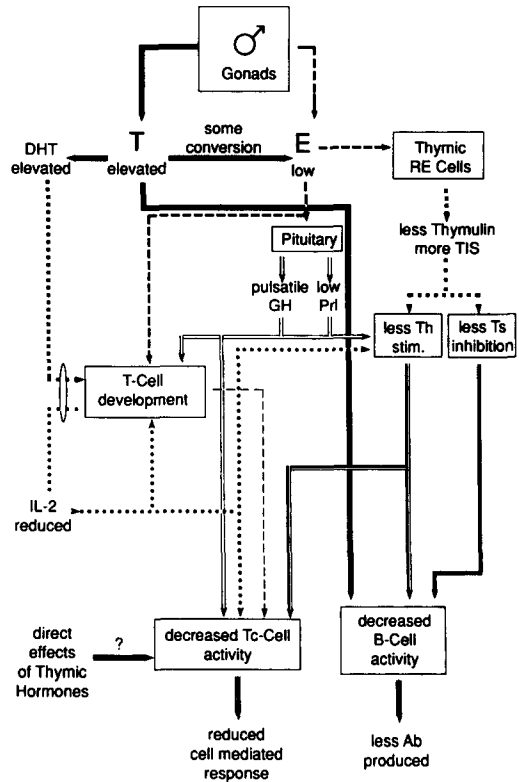 ♂
Gonads
T
elevated
some
conversion
E
low
DHT
elevated
Thymic
RE Cells
less Thymulin
more TIS
Pituitary
pulsatile
GH
low
Prl
less Th
stim.
less Ts
inhibition
T-Cell
development
IL-2
reduced
direct
effects
of Thymic
Hormones
?
decreased Tc-Cell
activity
decreased
B-Cell
activity
reduced
cell mediated
response
less Ab
produced